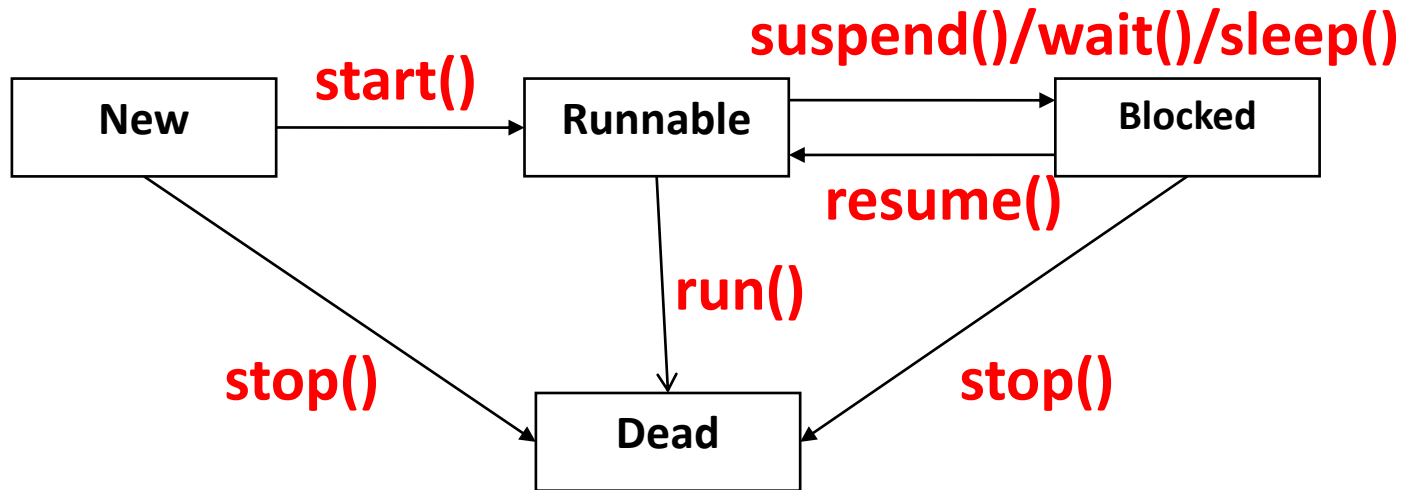 suspend()/wait()/sleep()
start()
New
Runnable
Blocked
resume()
run()
stop()
stop()
Dead